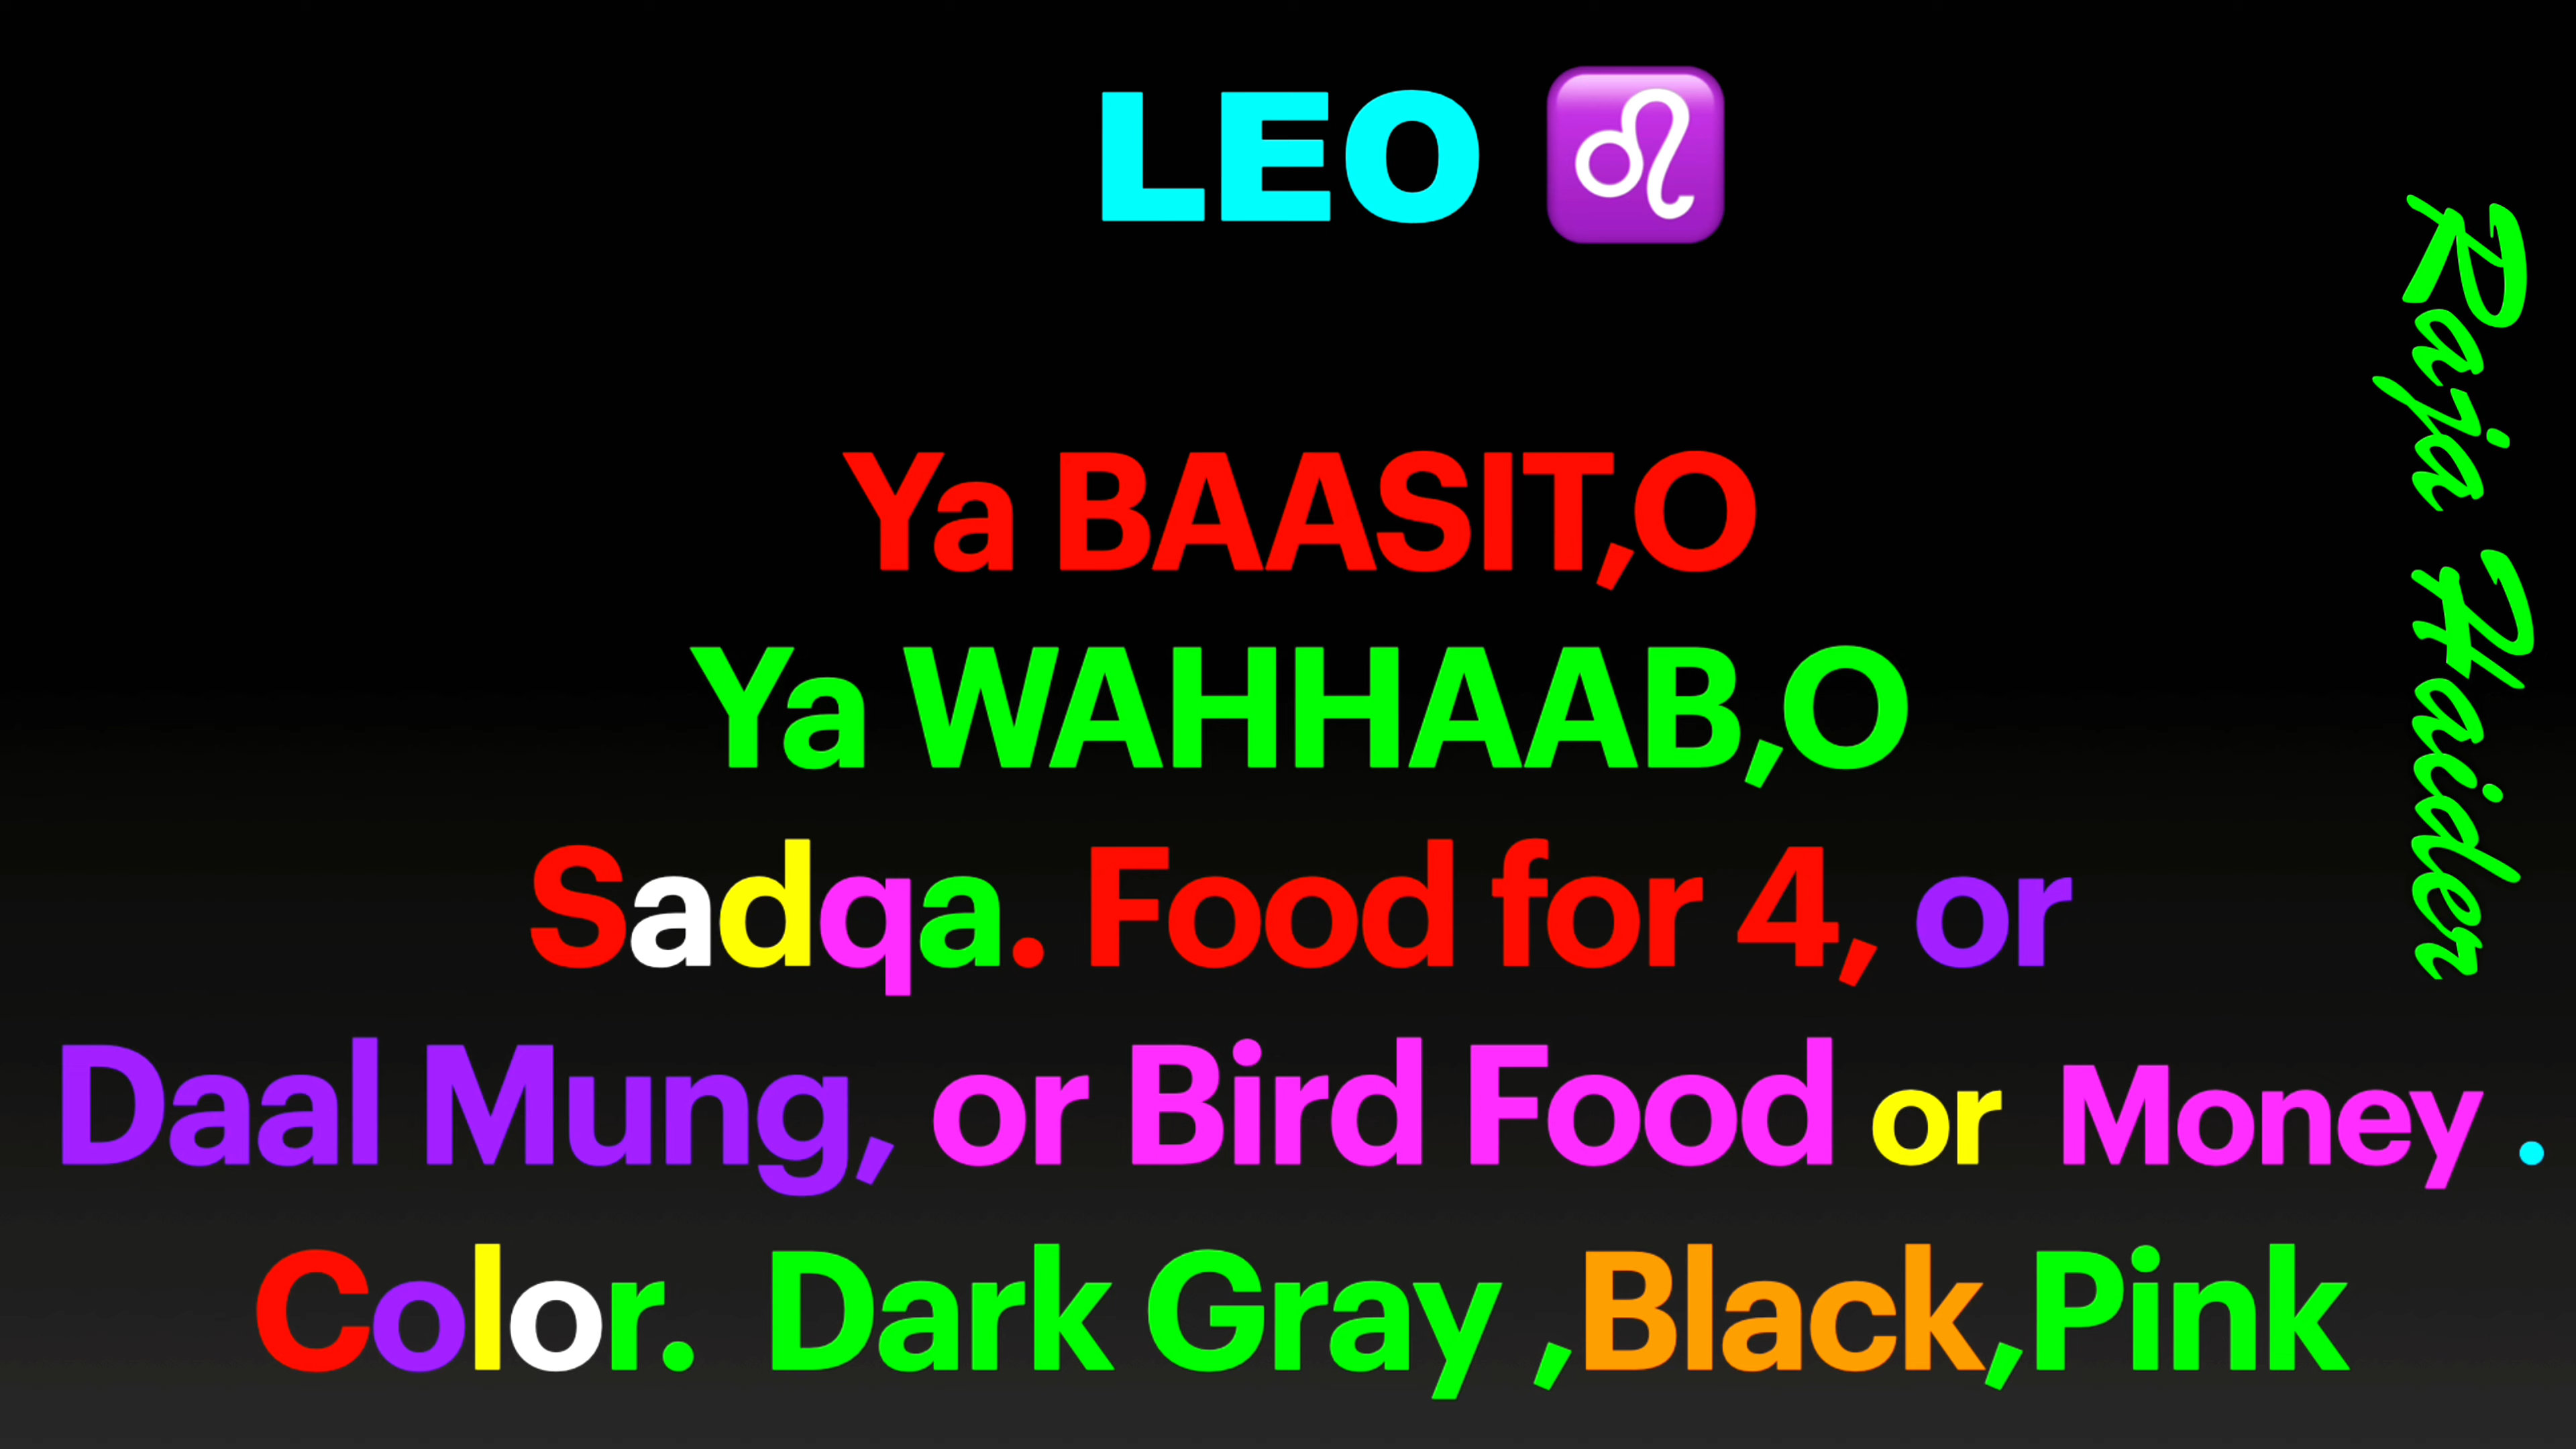 LEO ♌
Raja Haider
Ya BAASIT,O
Ya WAHHAAB,O
Sadqa. Food for 4, or
Daal Mung, or Bird Food or Money .
Color. Dark Gray ,Black,Pink